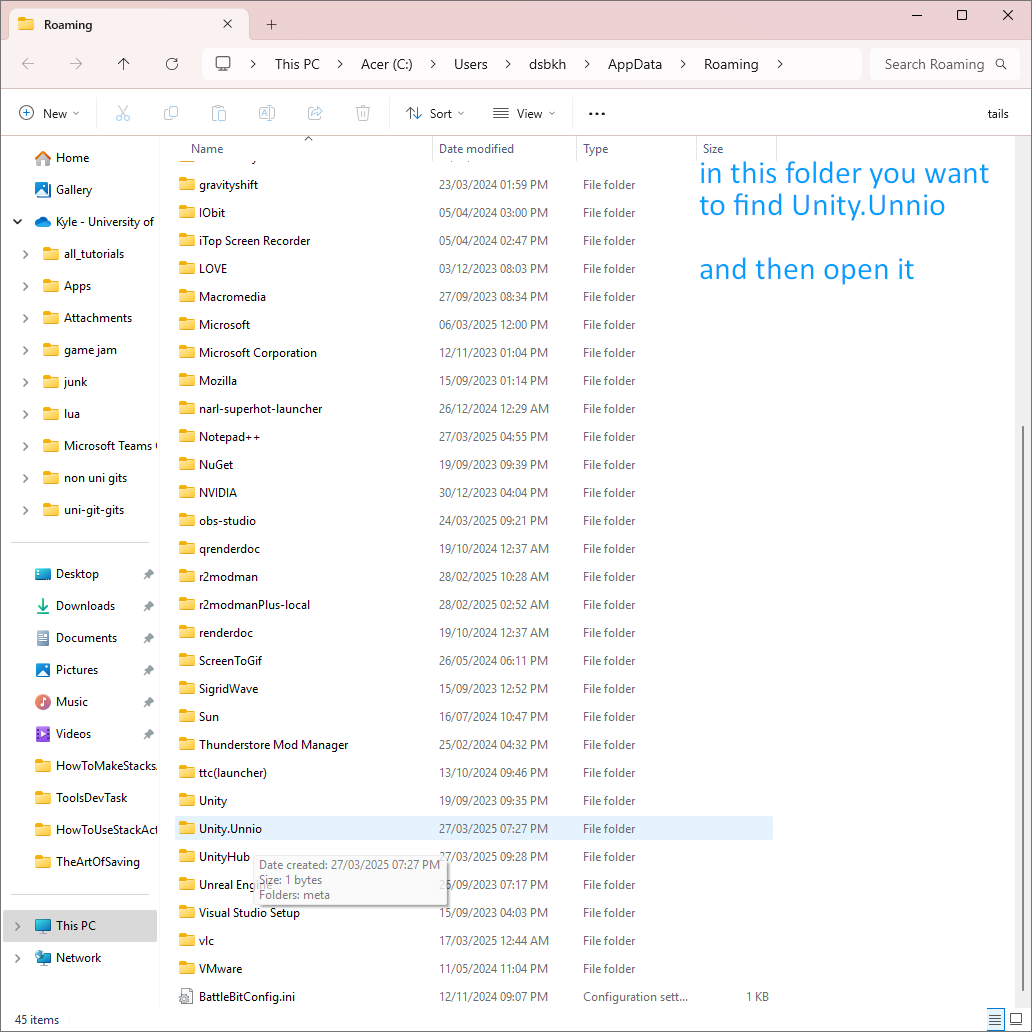 Roaming
This PC > Acer (C:) > Users > dsbkh > AppData > Roaming >
Search Roaming
New
Sort
View
tails
Name
Date modified
Type
Size
Home
Gallery
Kyle - University of
all_tutorials
Apps
Attachments
game jam
junk
lua
Microsoft Teams
non uni gits
uni-git-gits
Desktop
Downloads
Documents
Pictures
Music
Videos
HowToMakeStacks.
ToolsDevTask
HowToUseStackAct
TheArtOfSaving
This PC
Network
gravityshift 23/03/2024 01:59 PM File folder
IObit 05/04/2024 03:00 PM File folder
iTop Screen Recorder 05/04/2024 02:47 PM File folder
LOVE 03/12/2023 08:03 PM File folder
Macromedia 27/09/2023 08:34 PM File folder
Microsoft 06/03/2025 12:00 PM File folder
Microsoft Corporation 12/11/2023 01:04 PM File folder
Mozilla 15/09/2023 01:14 PM File folder
narl-superhot-launcher 26/12/2024 12:29 AM File folder
Notepad++ 27/03/2025 04:55 PM File folder
NuGet 19/09/2023 09:39 PM File folder
NVIDIA 30/12/2023 04:04 PM File folder
obs-studio 24/03/2025 09:21 PM File folder
qrenderdoc 19/10/2024 12:37 AM File folder
r2modman 28/02/2025 10:28 AM File folder
r2modmanPlus-local 28/02/2025 02:52 AM File folder
renderdoc 19/10/2024 12:37 AM File folder
ScreenToGif 26/05/2024 06:11 PM File folder
SigridWave 15/09/2023 12:52 PM File folder
Sun 16/07/2024 10:47 PM File folder
Thunderstore Mod Manager 25/02/2024 04:32 PM File folder
ttc(launcher) 13/10/2024 09:46 PM File folder
Unity 19/09/2023 09:35 PM File folder
Unity.Unnio 27/03/2025 07:27 PM File folder
UnityHub 27/03/2025 09:28 PM File folder
Date created: 27/03/2025 07:27 PM
Size: 1 bytes
Folders: meta
Unreal Engine 26/09/2023 07:17 PM File folder
Visual Studio Setup 15/09/2023 04:03 PM File folder
vlc 17/03/2025 12:44 AM File folder
VMware 11/05/2024 11:04 PM File folder
BattleBitConfig.ini 12/11/2024 09:07 PM Configuration sett... 1 KB
in this folder you want
to find Unity.Unnio
and then open it
45 items